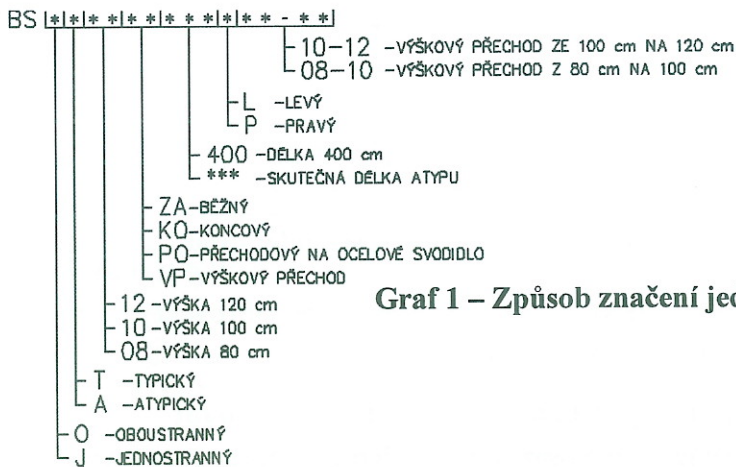 BS |*|*|* *|* *|* * *|*|* * - * *|
10-12 -VÝŠKOVÝ PŘECHOD ZE 100 cm NA 120 cm
08-10 -VÝŠKOVÝ PŘECHOD Z 80 cm NA 100 cm
L -LEVÝ
P -PRAVÝ
400 -DÉLKA 400 cm
*** -SKUTEČNÁ DÉLKA ATYPU
ZA-BĚŽNÝ
KO-KONCOVÝ
PO-PŘECHODOVÝ NA OCELOVÉ SVODIDLO
VP-VÝŠKOVÝ PŘECHOD
Graf 1 – Způsob značení jed
12 -VÝŠKA 120 cm
10 -VÝŠKA 100 cm
08-VÝŠKA 80 cm
T -TYPICKÝ
A -ATYPICKÝ
O -OBOUSTRANNÝ
J -JEDNOSTRANNÝ